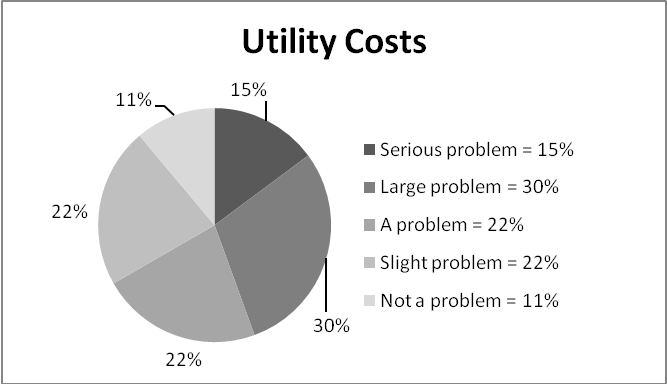 Utility Costs
15%
11%
22%
30%
22%
Serious problem = 15%
Large problem = 30%
A problem = 22%
Slight problem = 22%
Not a problem = 11%